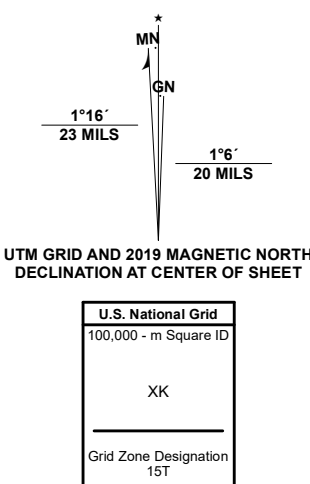 MN
GN
1°16´
23 MILS
1°6´
20 MILS
UTM GRID AND 2019 MAGNETIC NORTH
DECLINATION AT CENTER OF SHEET
U.S. National Grid
100,000 - m Square ID
XK
Grid Zone Designation
15T